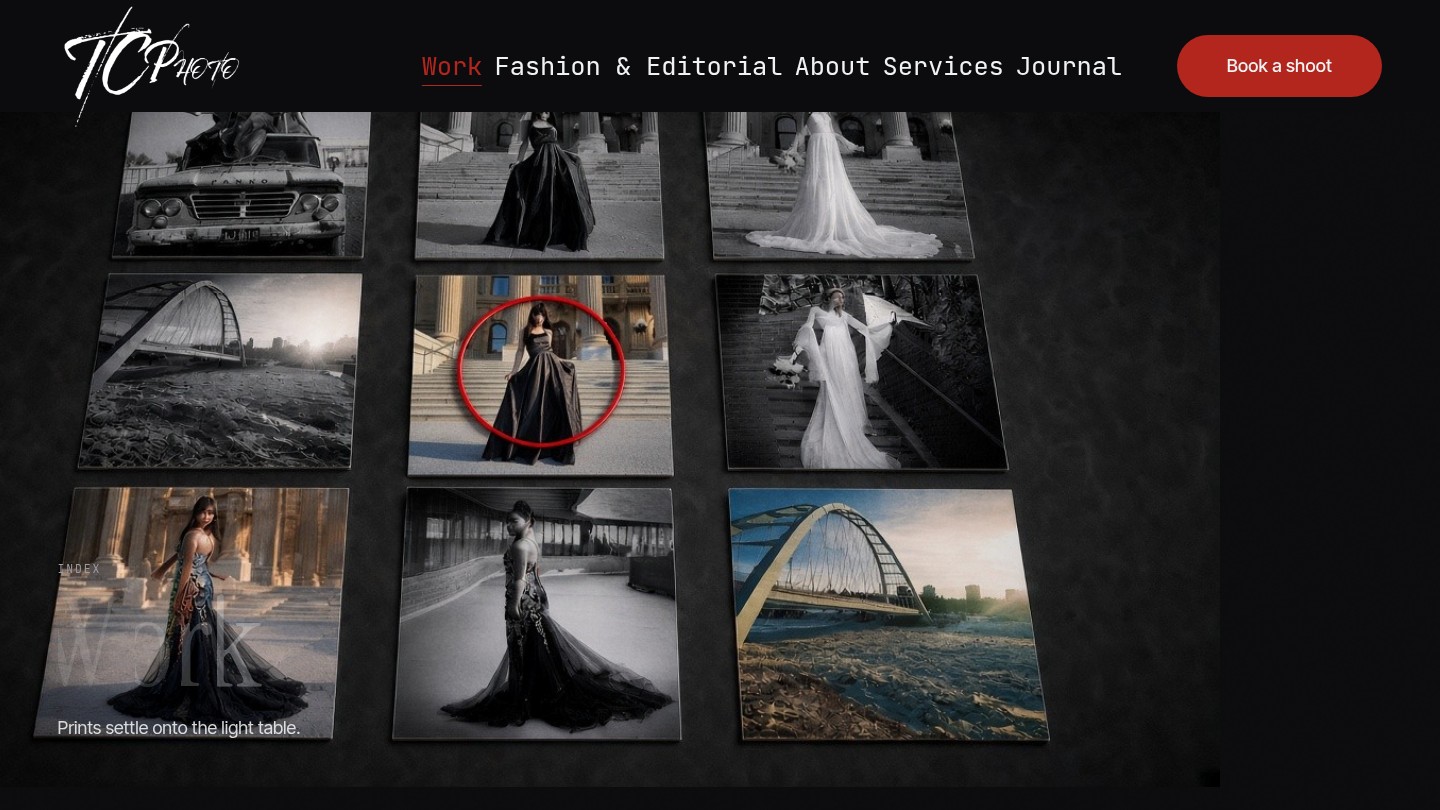 TCPHOTO
Work Fashion & Editorial About Services Journal
Book a shoot
INDEX
Work
Prints settle onto the light table.